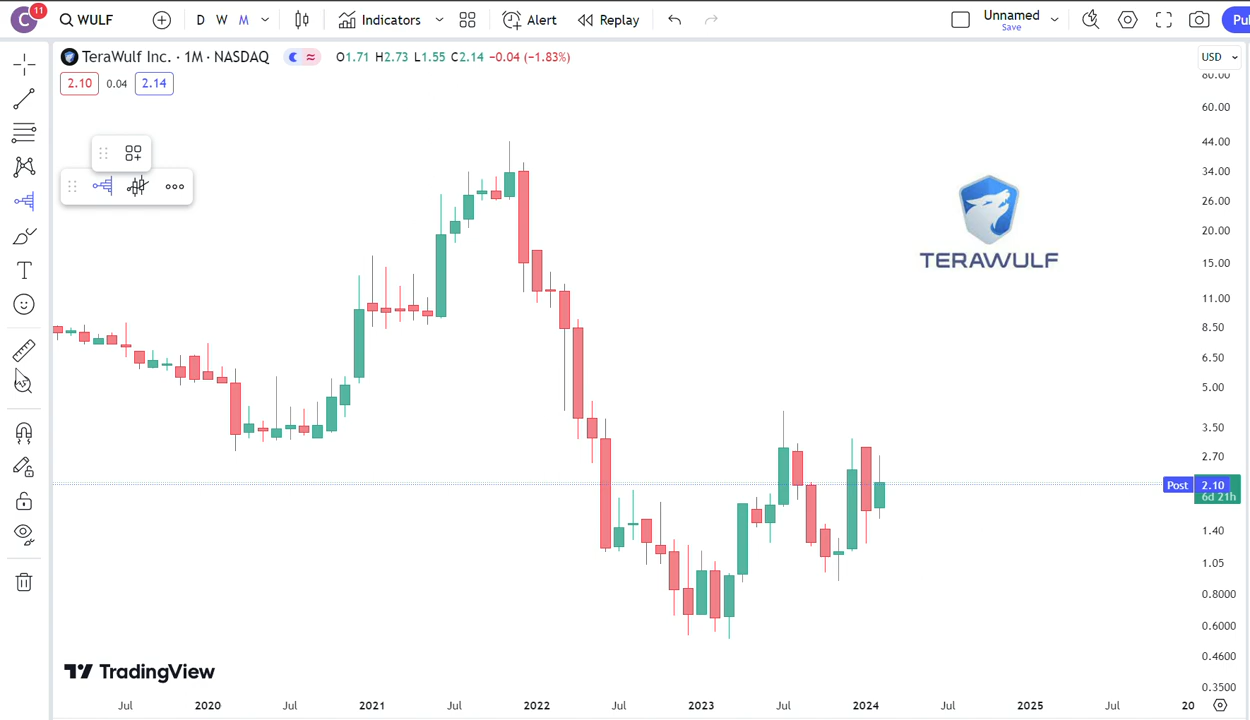 C 11 WULF D W M Indicators Alert Replay Unnamed Save Pu
TeraWulf Inc. · 1M · NASDAQ O1.71 H2.73 L1.55 C2.14 −0.04 (−1.83%) USD
2.10 0.04 2.14
80.00
60.00
44.00
34.00
26.00
20.00
TERAWULF
15.00
11.00
8.50
6.50
5.00
3.50
2.70
Post 2.10
6d 21h
1.40
1.05
0.8000
0.6000
0.4600
TradingView
0.3500
Jul 2020 Jul 2021 Jul 2022 Jul 2023 Jul 2024 Jul 2025 Jul 20